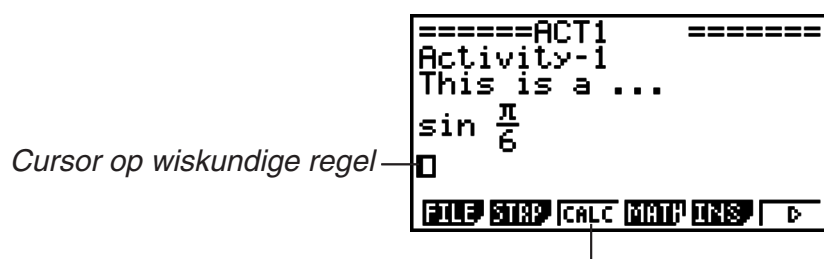 ======ACT1 =======
Activity-1
This is a ...
sin π/6
Cursor op wiskundige regel
FILE STRP CALC MATH INS ▷